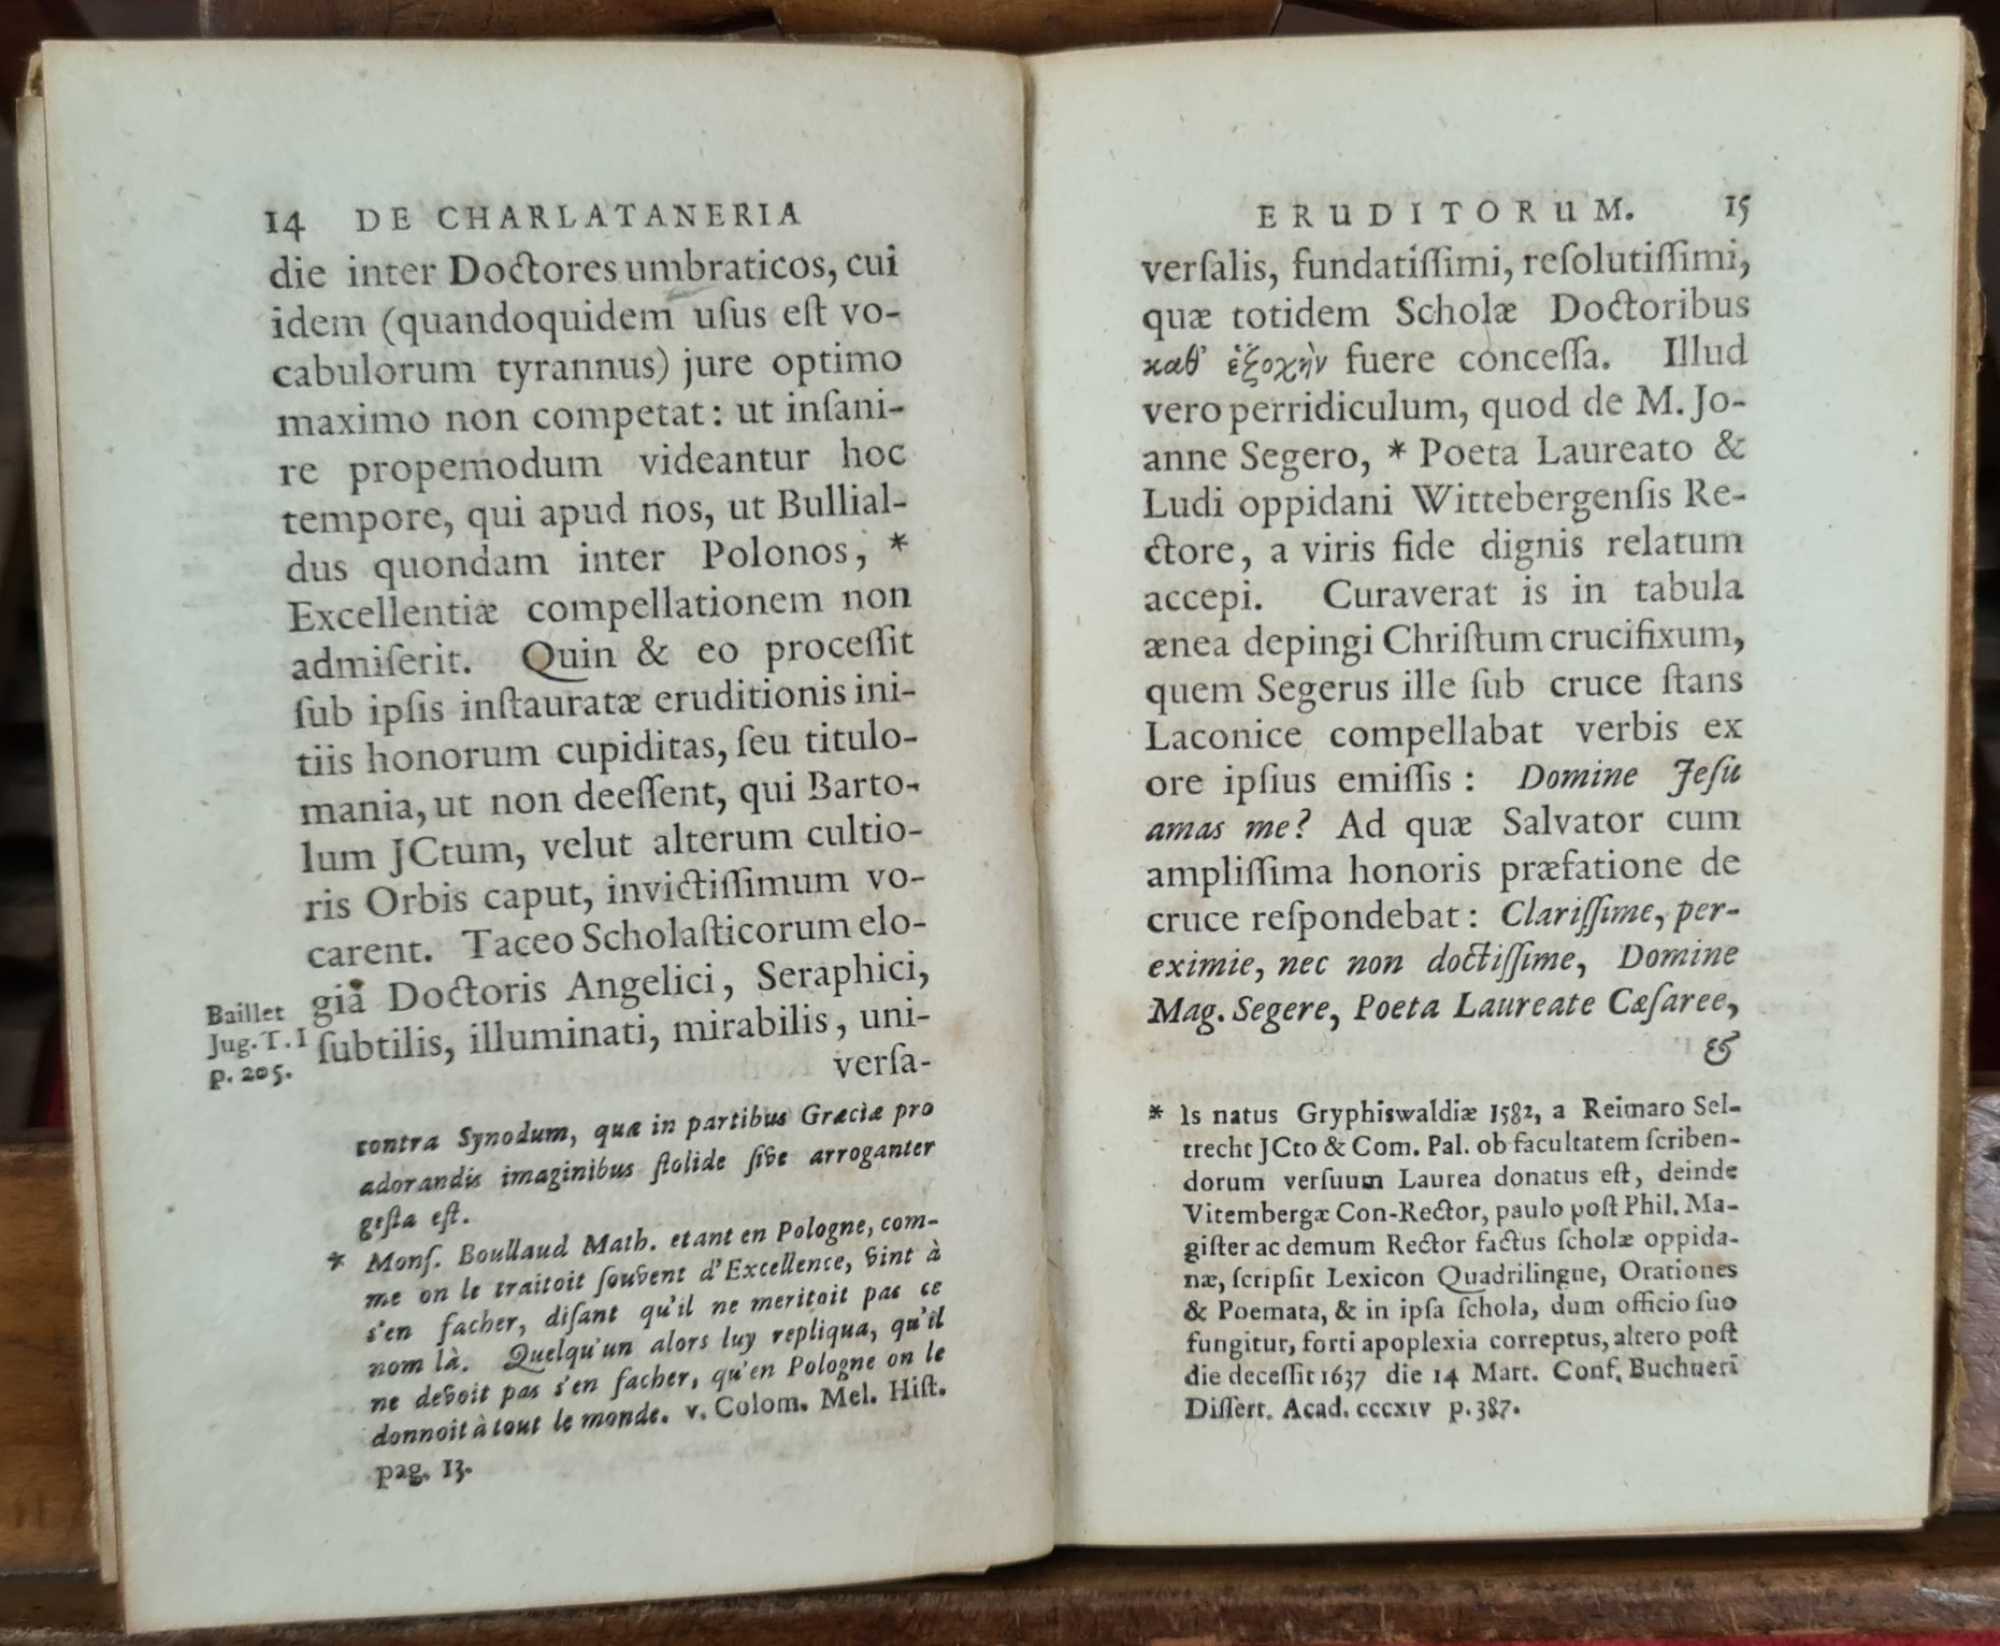 14 DE CHARLATANERIA
die inter Doctores umbraticos, cui
idem (quandoquidem uſus eſt vo-
cabulorum tyrannus) jure optimo
maximo non competat: ut inſani-
re propemodum videantur hoc
tempore, qui apud nos, ut Bullial-
dus quondam inter Polonos, *
Excellentiæ compellationem non
admiſerit. Quin & eo proceſſit
ſub ipſis inſtauratæ eruditionis ini-
tiis honorum cupiditas, ſeu titulo-
mania, ut non deeſſent, qui Barto-
lum JCtum, velut alterum cultio-
ris Orbis caput, invictiſſimum vo-
carent. Taceo Scholaſticorum elo-
gia Doctoris Angelici, Seraphici,
ſubtilis, illuminati, mirabilis, uni-
verſa-
Baillet
Jug. T. I
p. 205.
contra Synodum, quæ in partibus Græciæ pro
adorandis imaginibus ſtolide ſive arroganter
geſta eſt.
* Monſ. Boullaud Math. etant en Pologne, com-
me on le traitoit ſouvent d'Excellence, vint à
s'en facher, diſant qu'il ne meritoit pas ce
nom là. Quelqu'un alors luy repliqua, qu'il
ne devoit pas s'en facher, qu'en Pologne on le
donnoit à tout le monde. v. Colom. Mel. Hiſt.
pag. 13.
ERUDITORUM. 15
verſalis, fundatiſſimi, reſolutiſſimi,
quæ totidem Scholæ Doctoribus
καθ' ἐξοχὴν fuere conceſſa. Illud
vero perridiculum, quod de M. Jo-
anne Segero, * Poeta Laureato &
Ludi oppidani Wittebergenſis Re-
ctore, a viris fide dignis relatum
accepi. Curaverat is in tabula
ænea depingi Chriſtum crucifixum,
quem Segerus ille ſub cruce ſtans
Laconice compellabat verbis ex
ore ipſius emiſſis: Domine Jeſu
amas me? Ad quæ Salvator cum
ampliſſima honoris præfatione de
cruce reſpondebat: Clariſſime, per-
eximie, nec non doctiſſime, Domine
Mag. Segere, Poeta Laureate Cæſaree,
&
* Is natus Gryphiswaldiæ 1582, a Reimaro Sel-
trecht JCto & Com. Pal. ob facultatem ſcriben-
dorum verſuum Laurea donatus eſt, deinde
Vitembergæ Con-Rector, paulo poſt Phil. Ma-
giſter ac demum Rector factus ſcholæ oppida-
næ, ſcripſit Lexicon Quadrilingue, Orationes
& Poemata, & in ipſa ſchola, dum officio ſuo
fungitur, forti apoplexia correptus, altero poſt
die deceſſit 1637 die 14 Mart. Conf. Buchneri
Diſſert. Acad. cccxiv p. 387.